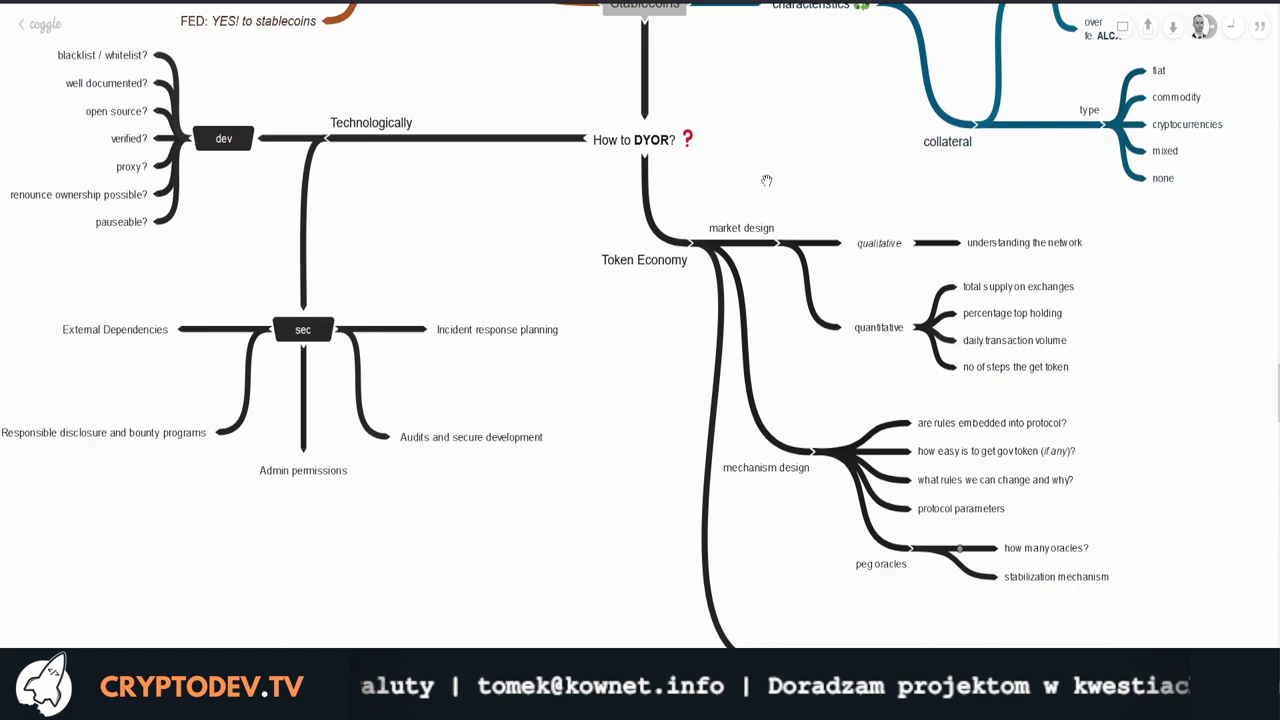 coggle
FED: YES! to stablecoins
Stablecoins
characteristics
over
fe. ALCX
blacklist / whitelist?
well documented?
open source?
verified?
proxy?
renounce ownership possible?
pauseable?
dev
Technologically
How to DYOR? ❓
type
fiat
commodity
cryptocurrencies
mixed
none
collateral
market design
Token Economy
qualitative
understanding the network
quantitative
total supply on exchanges
percentage top holding
daily transaction volume
no of steps the get token
sec
External Dependencies
Incident response planning
Responsible disclosure and bounty programs
Audits and secure development
Admin permissions
mechanism design
are rules embedded into protocol?
how easy is to get gov token (if any)?
what rules we can change and why?
protocol parameters
peg oracles
how many oracles?
stabilization mechanism
CRYPTODEV.TV
aluty | tomek@kownet.info | Doradzam projektom w kwestiac